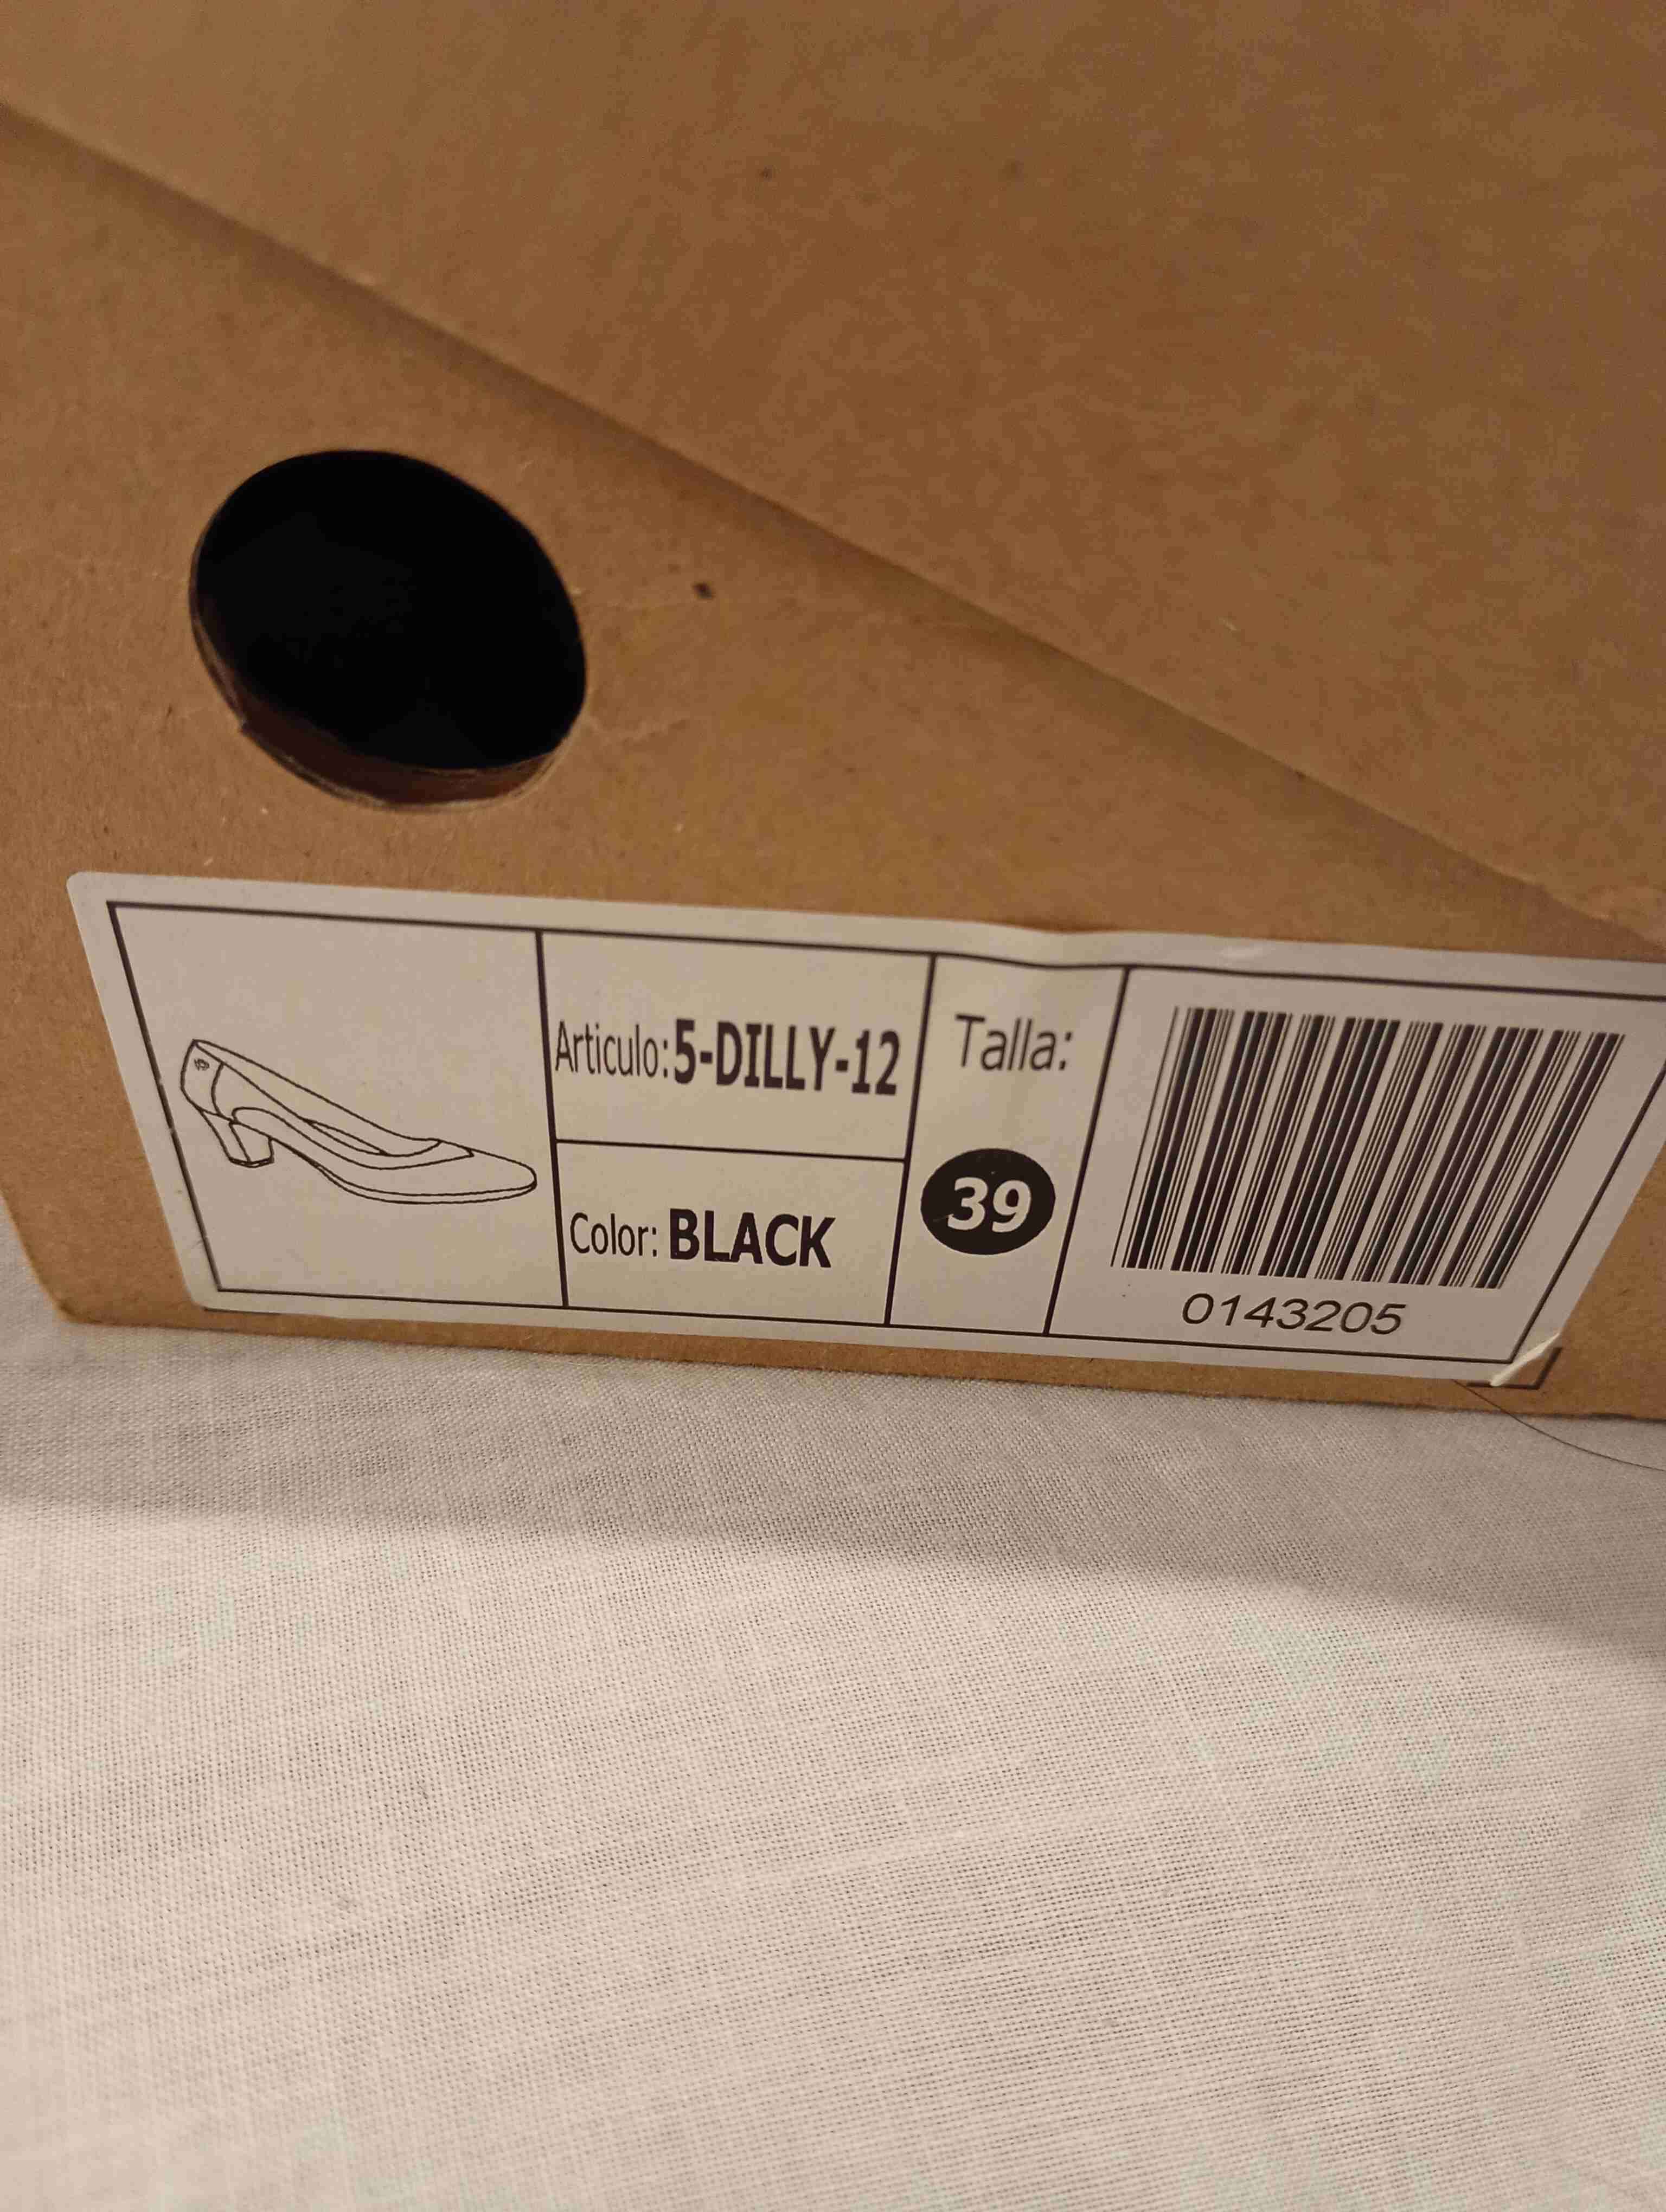 Articulo: 5-DILLY-12
Color: BLACK
Talla:
39
0143205